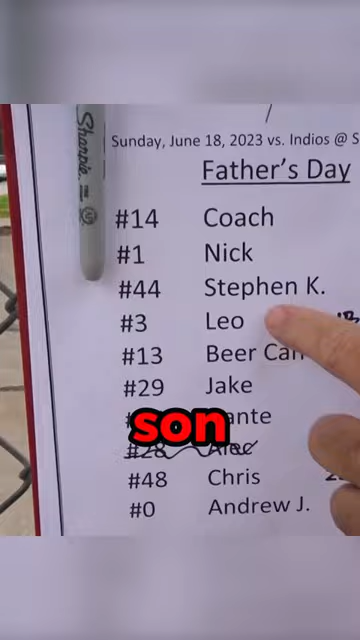 Sharpie.
Sunday, June 18, 2023 vs. Indios @ S
Father's Day
#14 Coach
#1 Nick
#44 Stephen K.
#3 Leo
#13 Beer Can
#29 Jake
son
#28 Alec
#48 Chris
#0 Andrew J.